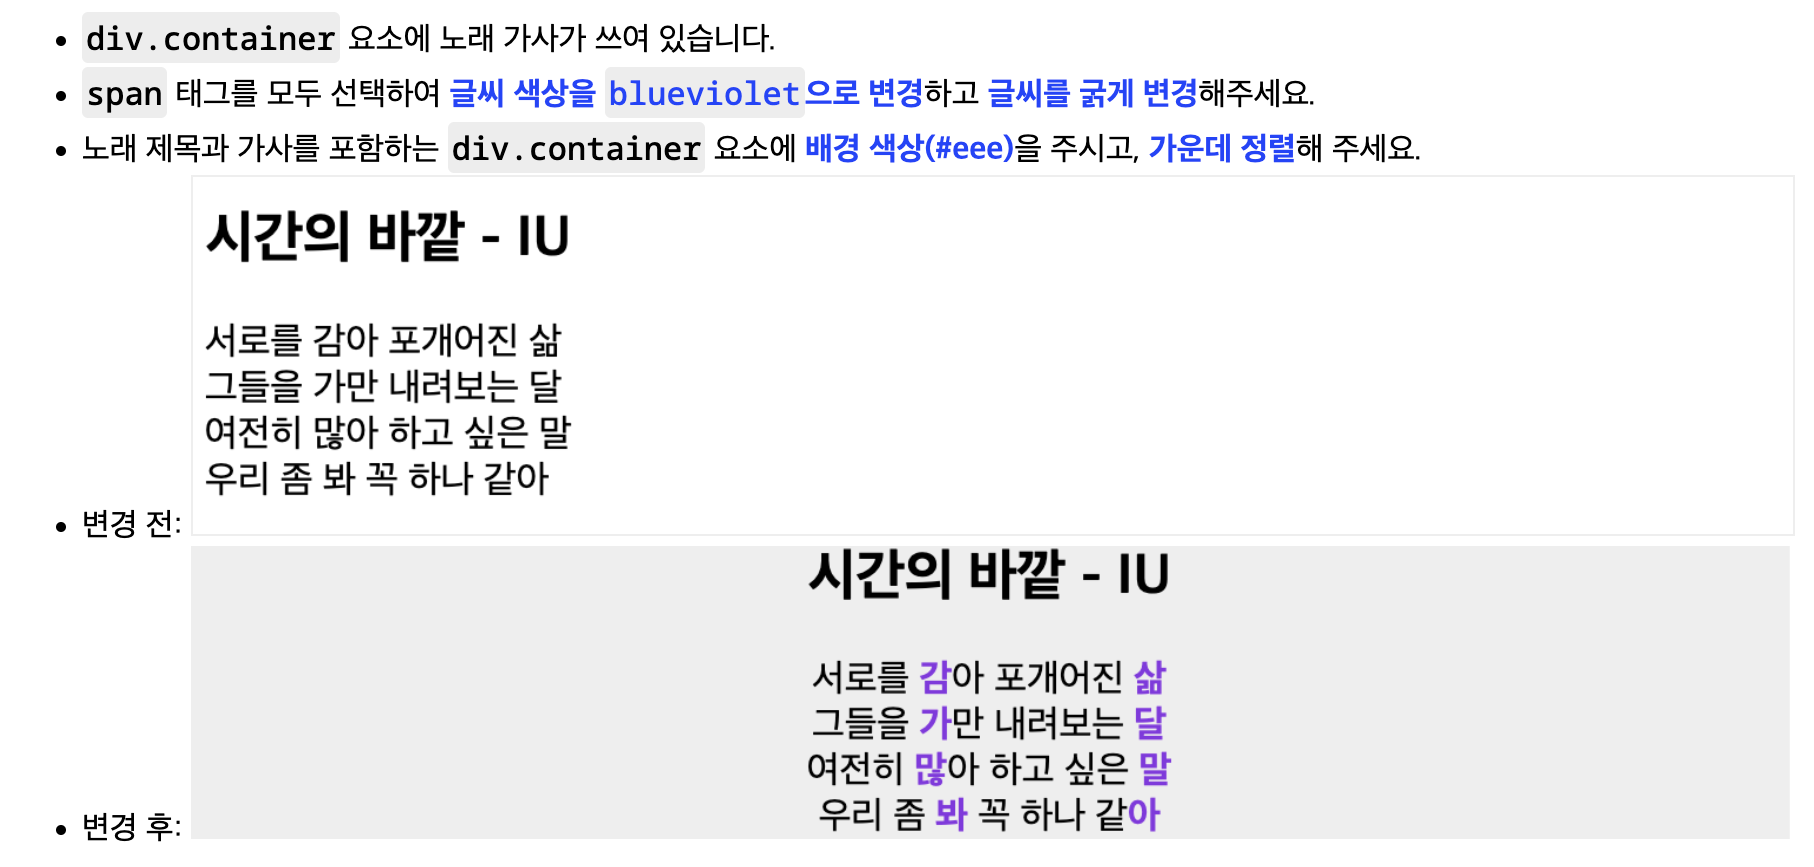 div.container 요소에 노래 가사가 쓰여 있습니다.
span 태그를 모두 선택하여 글씨 색상을 blueviolet으로 변경하고 글씨를 굵게 변경해주세요.
노래 제목과 가사를 포함하는 div.container 요소에 배경 색상(#eee)을 주시고, 가운데 정렬해 주세요.
시간의 바깥 - IU
서로를 감아 포개어진 삶
그들을 가만 내려보는 달
여전히 많아 하고 싶은 말
우리 좀 봐 꼭 하나 같아
변경 전:
시간의 바깥 - IU
서로를 감아 포개어진 삶
그들을 가만 내려보는 달
여전히 많아 하고 싶은 말
우리 좀 봐 꼭 하나 같아
변경 후: